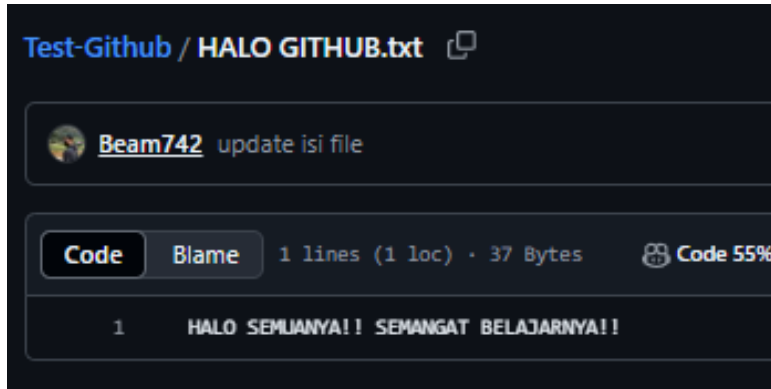 Test-Github / HALO GITHUB.txt
Beam742 update isi file
Code Blame 1 lines (1 loc) · 37 Bytes Code 55%
1 HALO SEMUANYA!! SEMANGAT BELAJARNYA!!